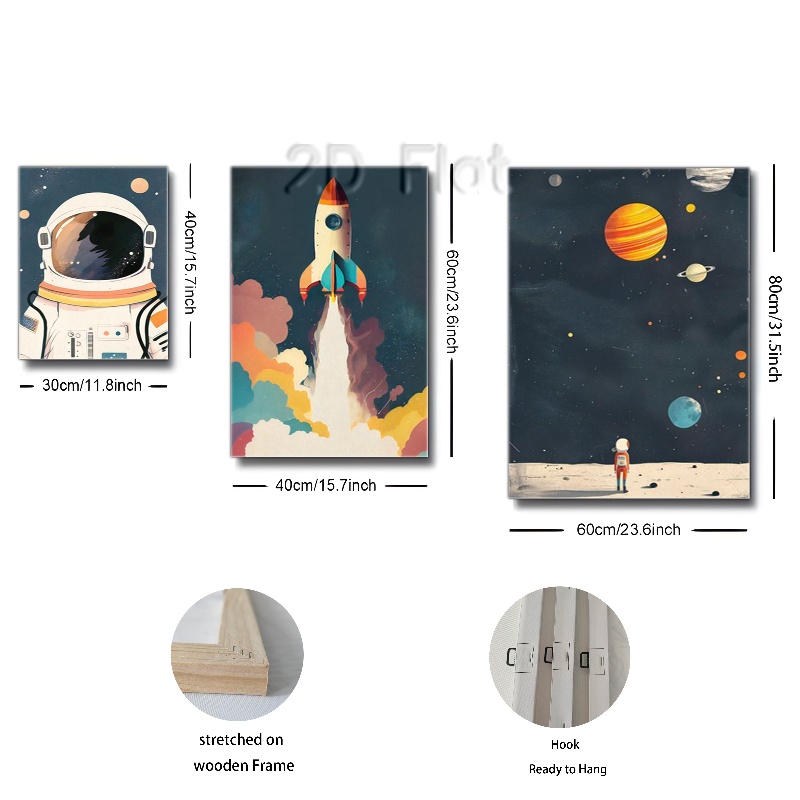 2D Flat
40cm/15.7inch
30cm/11.8inch
60cm/23.6inch
40cm/15.7inch
80cm/31.5inch
60cm/23.6inch
stretched on
wooden Frame
Hook
Ready to Hang